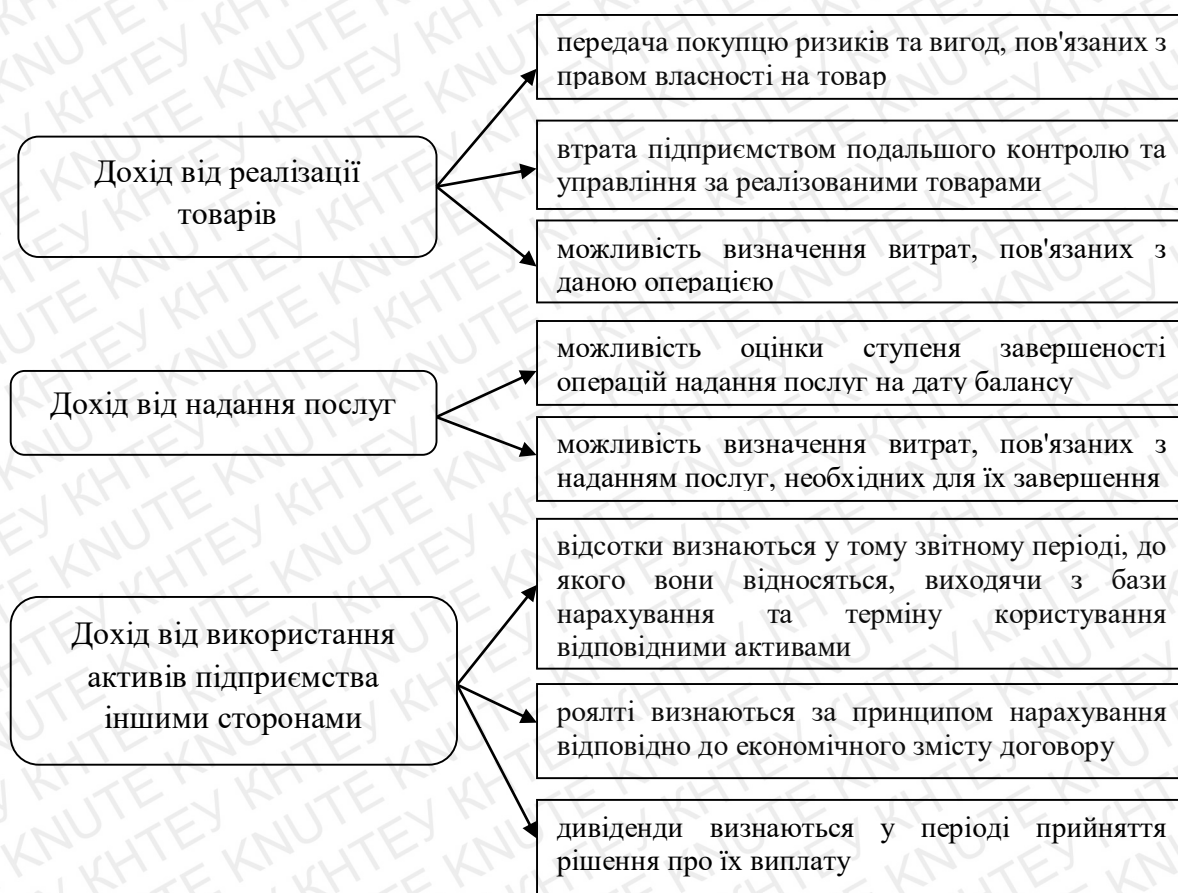 передача покупцю ризиків та вигод, пов'язаних з
правом власності на товар
Дохід від реалізації
товарів
втрата підприємством подальшого контролю та
управління за реалізованими товарами
можливість визначення витрат, пов'язаних з
даною операцією
Дохід від надання послуг
можливість оцінки ступеня завершеності
операцій надання послуг на дату балансу
можливість визначення витрат, пов'язаних з
наданням послуг, необхідних для їх завершення
Дохід від використання
активів підприємства
іншими сторонами
відсотки визнаються у тому звітному періоді, до
якого вони відносяться, виходячи з бази
нарахування та терміну користування
відповідними активами
роялті визнаються за принципом нарахування
відповідно до економічного змісту договору
дивіденди визнаються у періоді прийняття
рішення про їх виплату